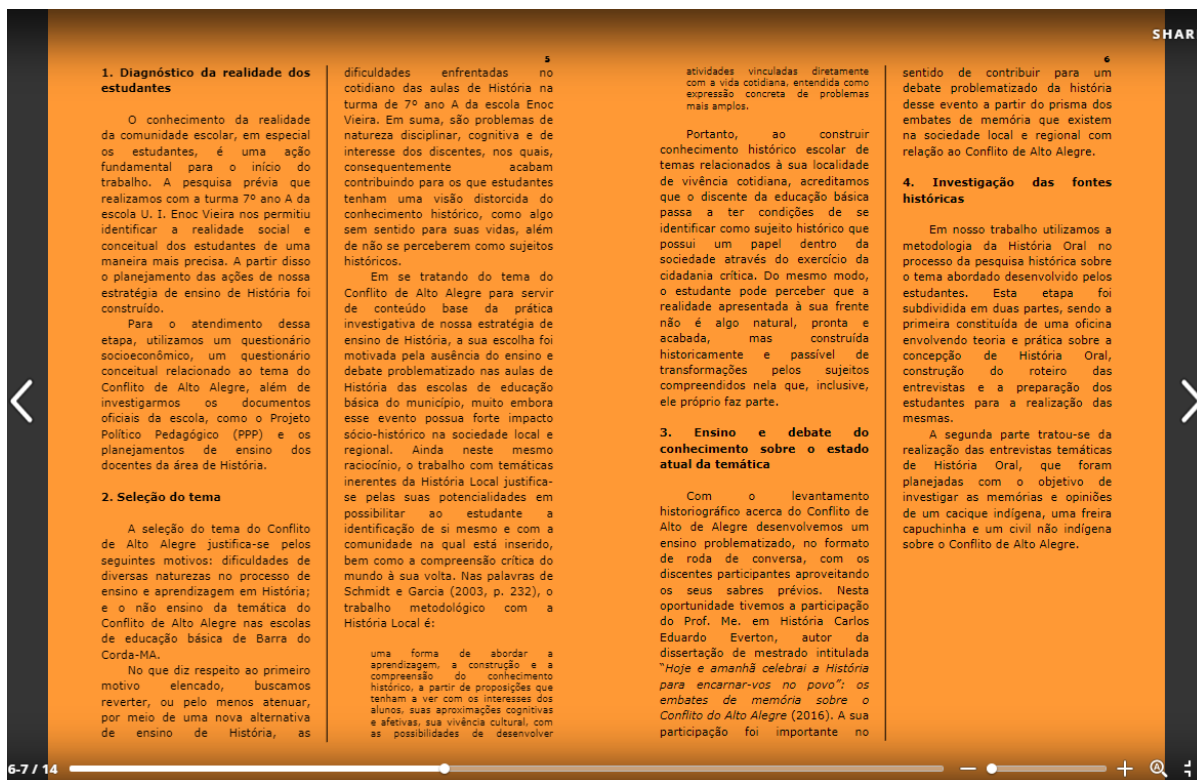 SHAR
5
1. Diagnóstico da realidade dos
estudantes
O conhecimento da realidade
da comunidade escolar, em especial
os estudantes, é uma ação
fundamental para o início do
trabalho. A pesquisa prévia que
realizamos com a turma 7º ano A da
escola U. I. Enoc Vieira nos permitiu
identificar a realidade social e
conceitual dos estudantes de uma
maneira mais precisa. A partir disso
o planejamento das ações de nossa
estratégia de ensino de História foi
construído.
Para o atendimento dessa
etapa, utilizamos um questionário
socioeconômico, um questionário
conceitual relacionado ao tema do
Conflito de Alto Alegre, além de
investigarmos os documentos
oficiais da escola, como o Projeto
Político Pedagógico (PPP) e os
planejamentos de ensino dos
docentes da área de História.
2. Seleção do tema
A seleção do tema do Conflito
de Alto Alegre justifica-se pelos
seguintes motivos: dificuldades de
diversas naturezas no processo de
ensino e aprendizagem em História;
e o não ensino da temática do
Conflito de Alto Alegre nas escolas
de educação básica de Barra do
Corda-MA.
No que diz respeito ao primeiro
motivo elencado, buscamos
reverter, ou pelo menos atenuar,
por meio de uma nova alternativa
de ensino de História, as
dificuldades enfrentadas no
cotidiano das aulas de História na
turma de 7º ano A da escola Enoc
Vieira. Em suma, são problemas de
natureza disciplinar, cognitiva e de
interesse dos discentes, nos quais,
consequentemente acabam
contribuindo para os que estudantes
tenham uma visão distorcida do
conhecimento histórico, como algo
sem sentido para suas vidas, além
de não se perceberem como sujeitos
históricos.
Em se tratando do tema do
Conflito de Alto Alegre para servir
de conteúdo base da prática
investigativa de nossa estratégia de
ensino de História, a sua escolha foi
motivada pela ausência do ensino e
debate problematizado nas aulas de
História das escolas de educação
básica do município, muito embora
esse evento possua forte impacto
sócio-histórico na sociedade local e
regional. Ainda neste mesmo
raciocínio, o trabalho com temáticas
inerentes da História Local justifica-
se pelas suas potencialidades em
possibilitar ao estudante a
identificação de si mesmo e com a
comunidade na qual está inserido,
bem como a compreensão crítica do
mundo à sua volta. Nas palavras de
Schmidt e Garcia (2003, p. 232), o
trabalho metodológico com a
História Local é:
uma forma de abordar a
aprendizagem, a construção e a
compreensão do conhecimento
histórico, a partir de proposições que
tenham a ver com os interesses dos
alunos, suas aproximações cognitivas
e afetivas, sua vivência cultural, com
as possibilidades de desenvolver
6
atividades vinculadas diretamente
com a vida cotidiana, entendida como
expressão concreta de problemas
mais amplos.
Portanto, ao construir
conhecimento histórico escolar de
temas relacionados à sua localidade
de vivência cotidiana, acreditamos
que o discente da educação básica
passa a ter condições de se
identificar como sujeito histórico que
possui um papel dentro da
sociedade através do exercício da
cidadania crítica. Do mesmo modo,
o estudante pode perceber que a
realidade apresentada à sua frente
não é algo natural, pronta e
acabada, mas construída
historicamente e passível de
transformações pelos sujeitos
compreendidos nela que, inclusive,
ele próprio faz parte.
3. Ensino e debate do
conhecimento sobre o estado
atual da temática
Com o levantamento
historiográfico acerca do Conflito de
Alto de Alegre desenvolvemos um
ensino problematizado, no formato
de roda de conversa, com os
discentes participantes aproveitando
os seus sabres prévios. Nesta
oportunidade tivemos a participação
do Prof. Me. em História Carlos
Eduardo Everton, autor da
dissertação de mestrado intitulada
“Hoje e amanhã celebrai a História
para encarnar-vos no povo”: os
embates de memória sobre o
Conflito do Alto Alegre (2016). A sua
participação foi importante no
sentido de contribuir para um
debate problematizado da história
desse evento a partir do prisma dos
embates de memória que existem
na sociedade local e regional com
relação ao Conflito de Alto Alegre.
4. Investigação das fontes
históricas
Em nosso trabalho utilizamos a
metodologia da História Oral no
processo da pesquisa histórica sobre
o tema abordado desenvolvido pelos
estudantes. Esta etapa foi
subdividida em duas partes, sendo a
primeira constituída de uma oficina
envolvendo teoria e prática sobre a
concepção de História Oral,
construção do roteiro das
entrevistas e a preparação dos
estudantes para a realização das
mesmas.
A segunda parte tratou-se da
realização das entrevistas temáticas
de História Oral, que foram
planejadas com o objetivo de
investigar as memórias e opiniões
de um cacique indígena, uma freira
capuchinha e um civil não indígena
sobre o Conflito de Alto Alegre.
6-7 / 14